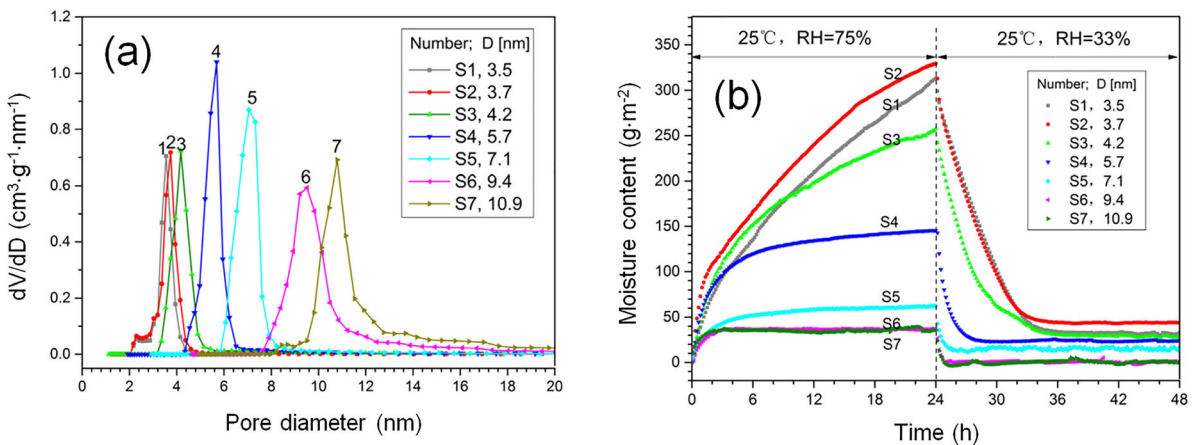 (a)
1.2
1.0
0.8
0.6
0.4
0.2
0.0
dV/dD (cm³·g⁻¹·nm⁻¹)
0 2 4 6 8 10 12 14 16 18 20
Pore diameter (nm)
1 2 3 4 5 6 7
Number; D [nm]
S1, 3.5
S2, 3.7
S3, 4.2
S4, 5.7
S5, 7.1
S6, 9.4
S7, 10.9
(b)
25℃, RH=75%
25℃, RH=33%
350
300
250
200
150
100
50
0
Moisture content (g·m⁻²)
0 6 12 18 24 30 36 42 48
Time (h)
S2
S1
S3
S4
S5
S6
S7
Number; D [nm]
S1, 3.5
S2, 3.7
S3, 4.2
S4, 5.7
S5, 7.1
S6, 9.4
S7, 10.9